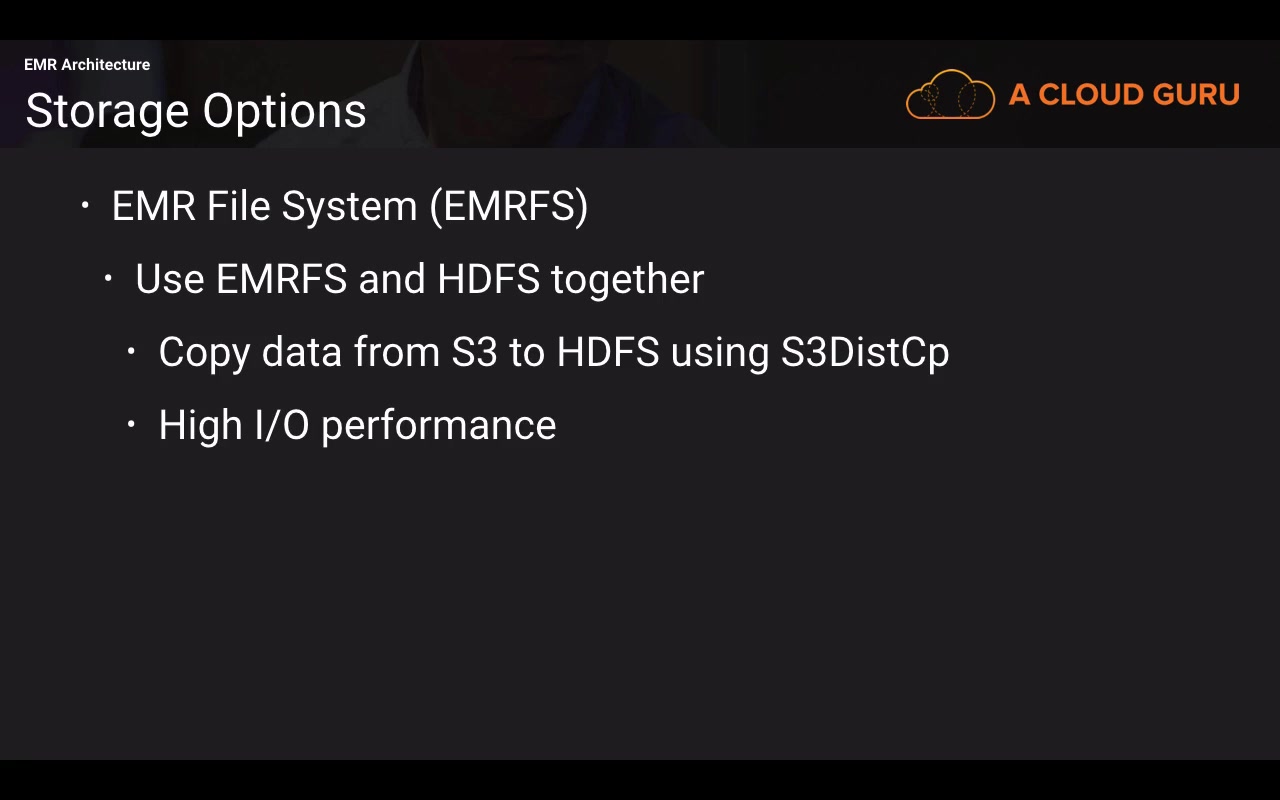 EMR Architecture
Storage Options
A CLOUD GURU
• EMR File System (EMRFS)
• Use EMRFS and HDFS together
• Copy data from S3 to HDFS using S3DistCp
• High I/O performance